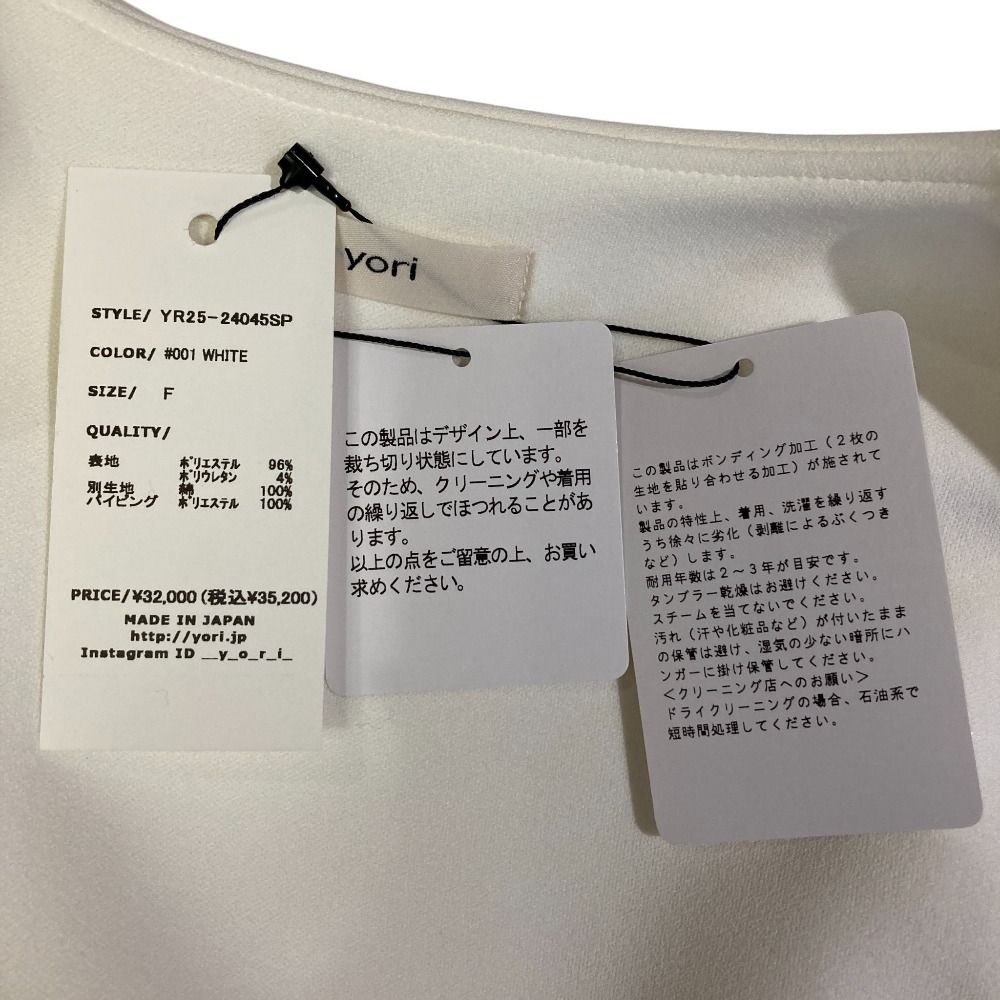 yori
STYLE/ YR25-24045SP
COLOR/ #001 WHITE
SIZE/ F
QUALITY/
表地 ﾎﾟﾘｴｽﾃﾙ 96%
ﾎﾟﾘｳﾚﾀﾝ 4%
別生地 綿 100%
パイピング ﾎﾟﾘｴｽﾃﾙ 100%
PRICE/¥32,000(税込¥35,200)
MADE IN JAPAN
http://yori.jp
Instagram ID __y_o_r_i_
この製品はデザイン上、一部を
裁ち切り状態にしています。
そのため、クリーニングや着用
の繰り返しでほつれることがあ
ります。
以上の点をご留意の上、お買い
求めください。
この製品はボンディング加工（２枚の
生地を貼り合わせる加工）が施されて
います。
製品の特性上、着用、洗濯を繰り返す
うち徐々に劣化（剥離によるぶくつき
など）します。
耐用年数は２～３年が目安です。
タンブラー乾燥はお避けください。
スチームを当てないでください。
汚れ（汗や化粧品など）が付いたまま
の保管は避け、湿気の少ない暗所にハ
ンガーに掛け保管してください。
＜クリーニング店へのお願い＞
ドライクリーニングの場合、石油系で
短時間処理してください。